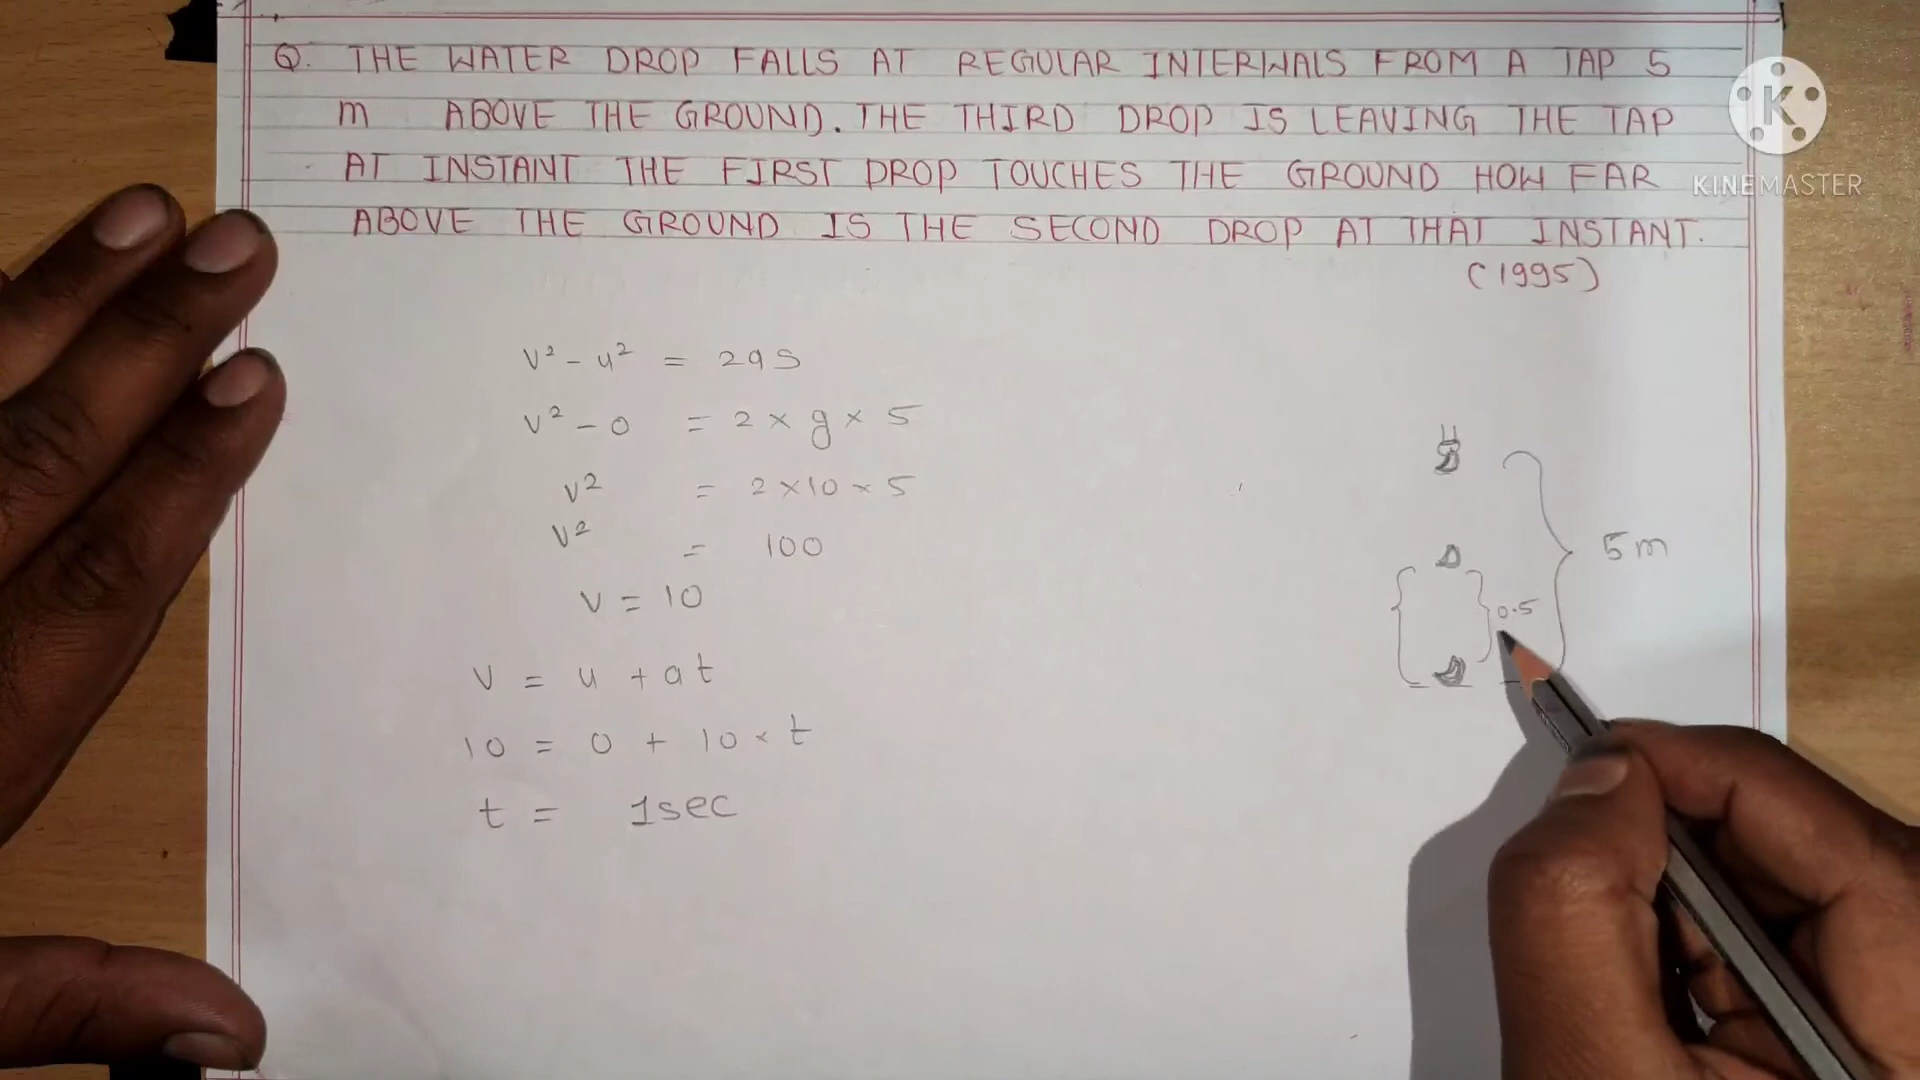 Q. THE WATER DROP FALLS AT REGULAR INTERWALS FROM A TAP 5
m ABOVE THE GROUND. THE THIRD DROP IS LEAVING THE TAP
AT INSTANT THE FIRST DROP TOUCHES THE GROUND HOW FAR
ABOVE THE GROUND IS THE SECOND DROP AT THAT INSTANT.
(1995)
K
KINEMASTER
v² - u² = 2as
v² - 0 = 2 × g × 5
v² = 2 × 10 × 5
v² = 100
v = 10
v = u + at
10 = 0 + 10 × t
t = 1sec
5m
0.5